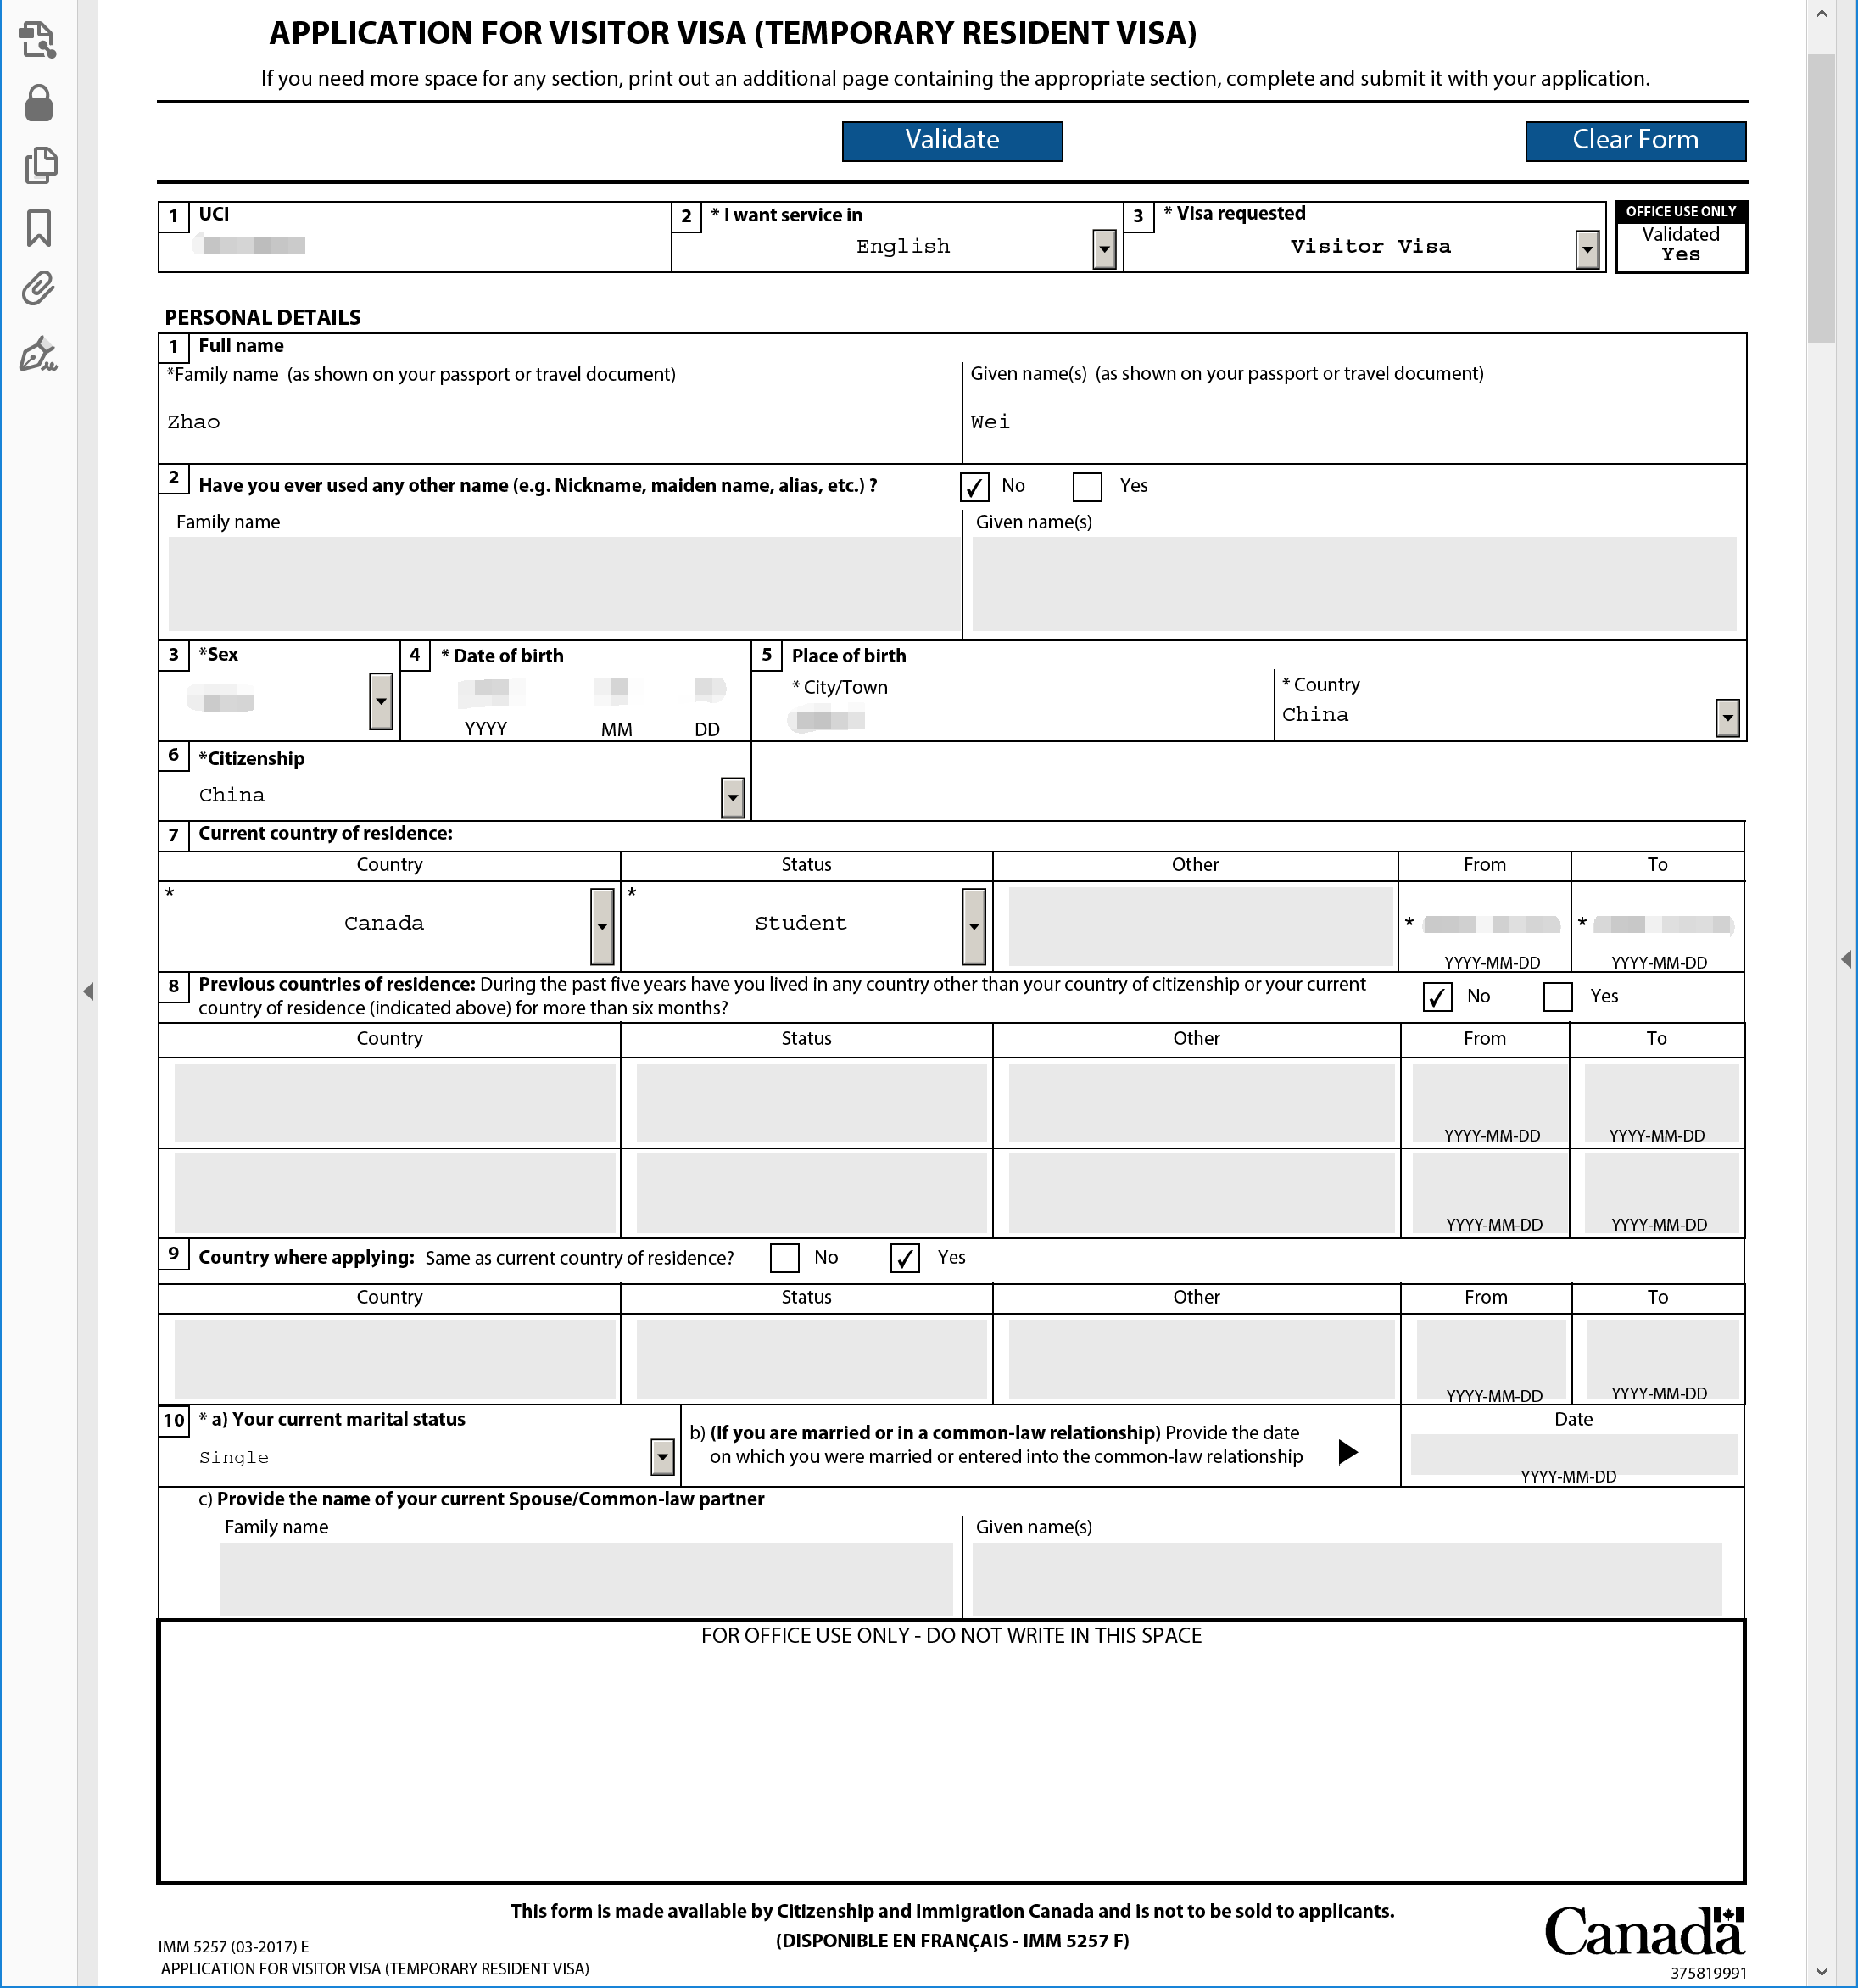 APPLICATION FOR VISITOR VISA (TEMPORARY RESIDENT VISA)
If you need more space for any section, print out an additional page containing the appropriate section, complete and submit it with your application.
Validate Clear Form
1 UCI 2 * I want service in 3 * Visa requested OFFICE USE ONLY
English Visitor Visa Validated
Yes
PERSONAL DETAILS
1 Full name
*Family name (as shown on your passport or travel document) Given name(s) (as shown on your passport or travel document)
Zhao Wei
2 Have you ever used any other name (e.g. Nickname, maiden name, alias, etc.) ? ✓ No Yes
Family name Given name(s)
3 *Sex 4 * Date of birth 5 Place of birth
* City/Town * Country
China
YYYY MM DD
6 *Citizenship
China
7 Current country of residence:
Country Status Other From To
* Canada * Student * *
YYYY-MM-DD YYYY-MM-DD
8 Previous countries of residence: During the past five years have you lived in any country other than your country of citizenship or your current
country of residence (indicated above) for more than six months? ✓ No Yes
Country Status Other From To
YYYY-MM-DD YYYY-MM-DD
YYYY-MM-DD YYYY-MM-DD
9 Country where applying: Same as current country of residence? No ✓ Yes
Country Status Other From To
YYYY-MM-DD YYYY-MM-DD
10 * a) Your current marital status
Single
b) (If you are married or in a common-law relationship) Provide the date
on which you were married or entered into the common-law relationship
Date
YYYY-MM-DD
c) Provide the name of your current Spouse/Common-law partner
Family name Given name(s)
FOR OFFICE USE ONLY - DO NOT WRITE IN THIS SPACE
This form is made available by Citizenship and Immigration Canada and is not to be sold to applicants.
(DISPONIBLE EN FRANÇAIS - IMM 5257 F)
IMM 5257 (03-2017) E
APPLICATION FOR VISITOR VISA (TEMPORARY RESIDENT VISA)
Canada
375819991